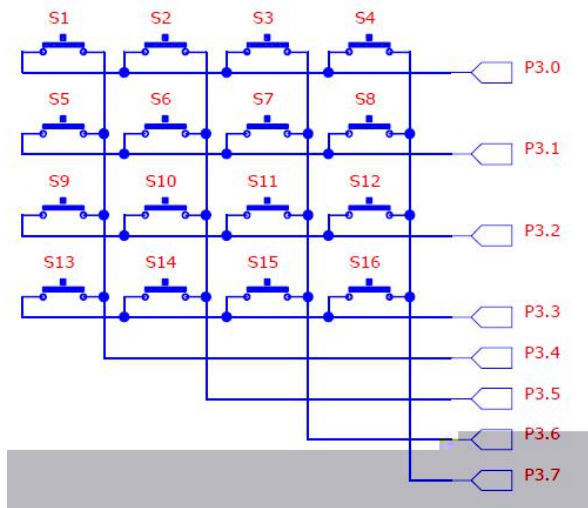 S1 S2 S3 S4
P3.0
S5 S6 S7 S8
P3.1
S9 S10 S11 S12
P3.2
S13 S14 S15 S16
P3.3
P3.4
P3.5
P3.6
P3.7